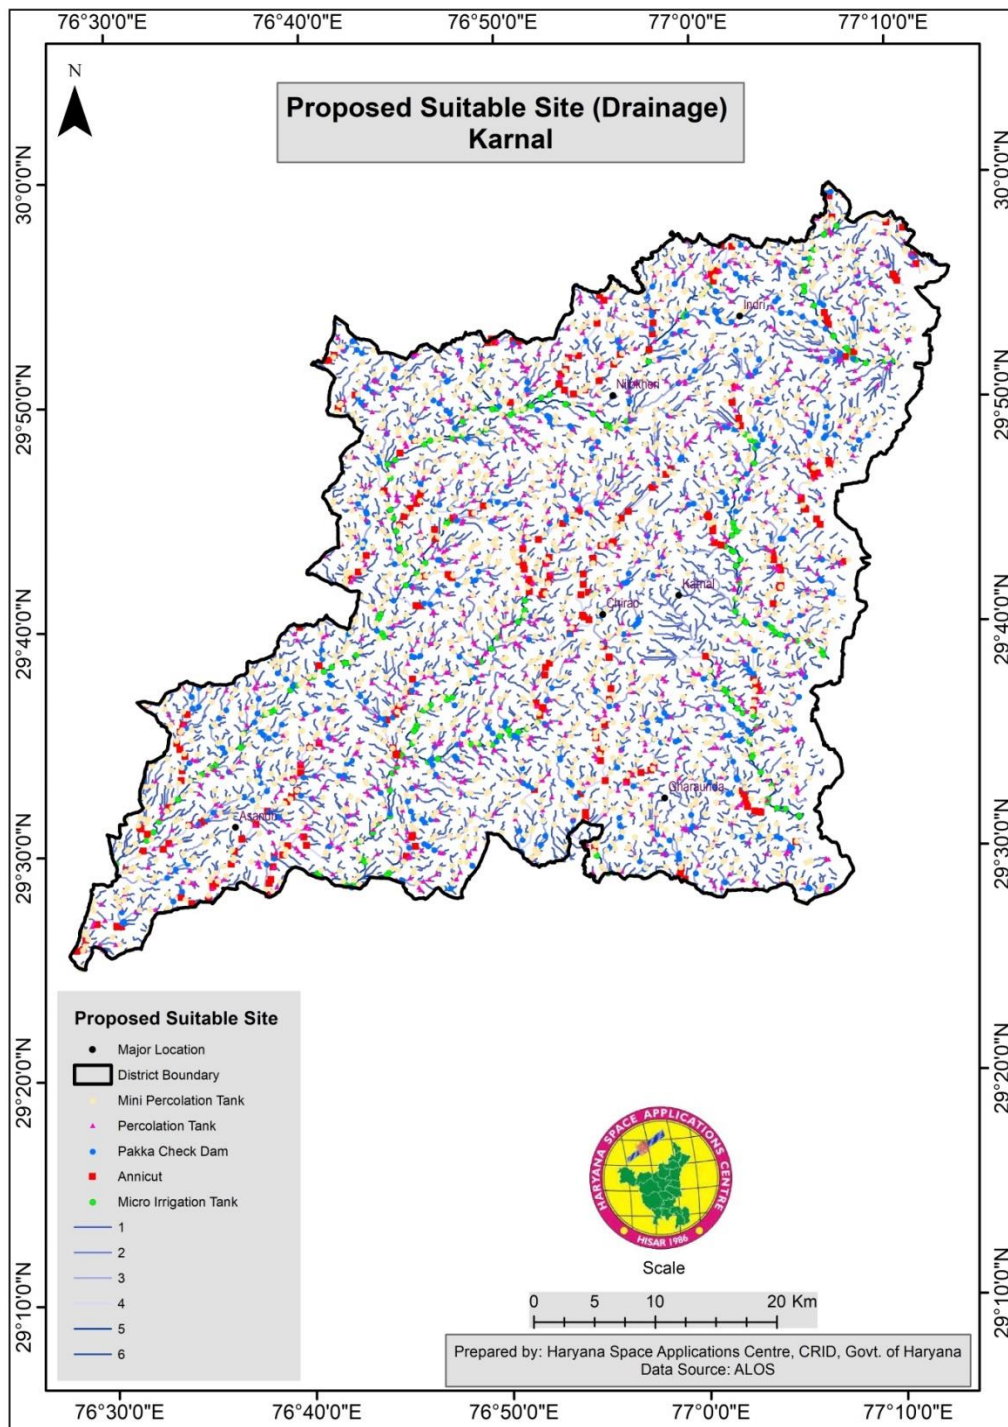 76°30'0"E 76°40'0"E 76°50'0"E 77°0'0"E 77°10'0"E
N
Proposed Suitable Site (Drainage)
Karnal
30°0'0"N 30°0'0"N
Indri
Nilokheri
29°50'0"N 29°50'0"N
Karnal
Chirao
29°40'0"N 29°40'0"N
Gharaunda
Asandh
29°30'0"N 29°30'0"N
Proposed Suitable Site
Major Location
District Boundary
Mini Percolation Tank
Percolation Tank
Pakka Check Dam
Annicut
Micro Irrigation Tank
1
2
3
4
5
6
29°20'0"N 29°20'0"N
HARYANA SPACE APPLICATIONS CENTRE
HISAR 1986
Scale
0 5 10 20 Km
29°10'0"N 29°10'0"N
Prepared by: Haryana Space Applications Centre, CRID, Govt. of Haryana
Data Source: ALOS
76°30'0"E 76°40'0"E 76°50'0"E 77°0'0"E 77°10'0"E